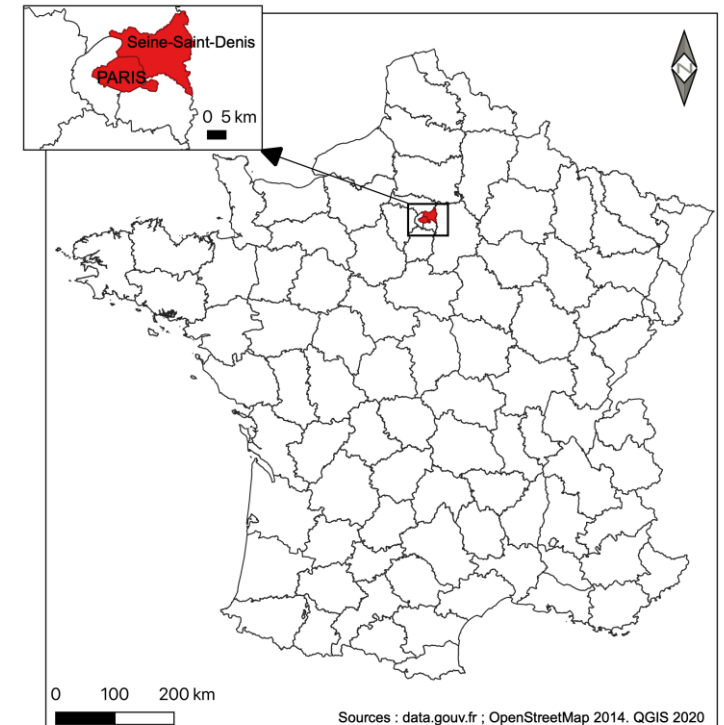 Seine-Saint-Denis
PARIS
0 5 km
N
0 100 200 km
Sources : data.gouv.fr ; OpenStreetMap 2014. QGIS 2020